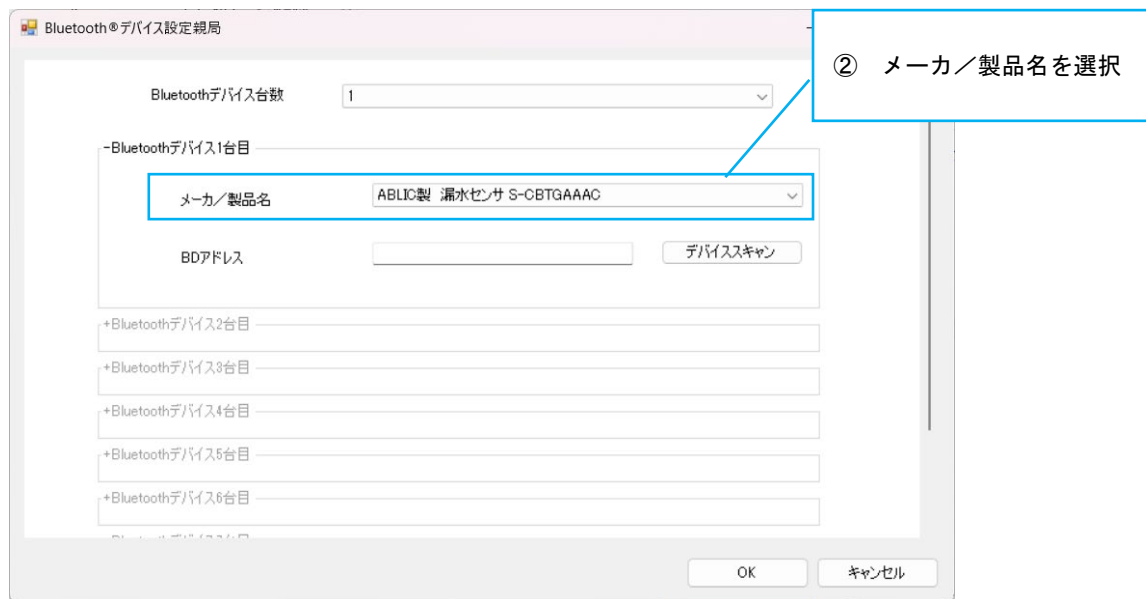 Bluetooth®デバイス設定親局
② メーカ／製品名を選択
Bluetoothデバイス台数 1
-Bluetoothデバイス1台目
メーカ／製品名 ABLIC製 漏水センサ S-CBTGAAAC
BDアドレス デバイススキャン
+Bluetoothデバイス2台目
+Bluetoothデバイス3台目
+Bluetoothデバイス4台目
+Bluetoothデバイス5台目
+Bluetoothデバイス6台目
OK キャンセル